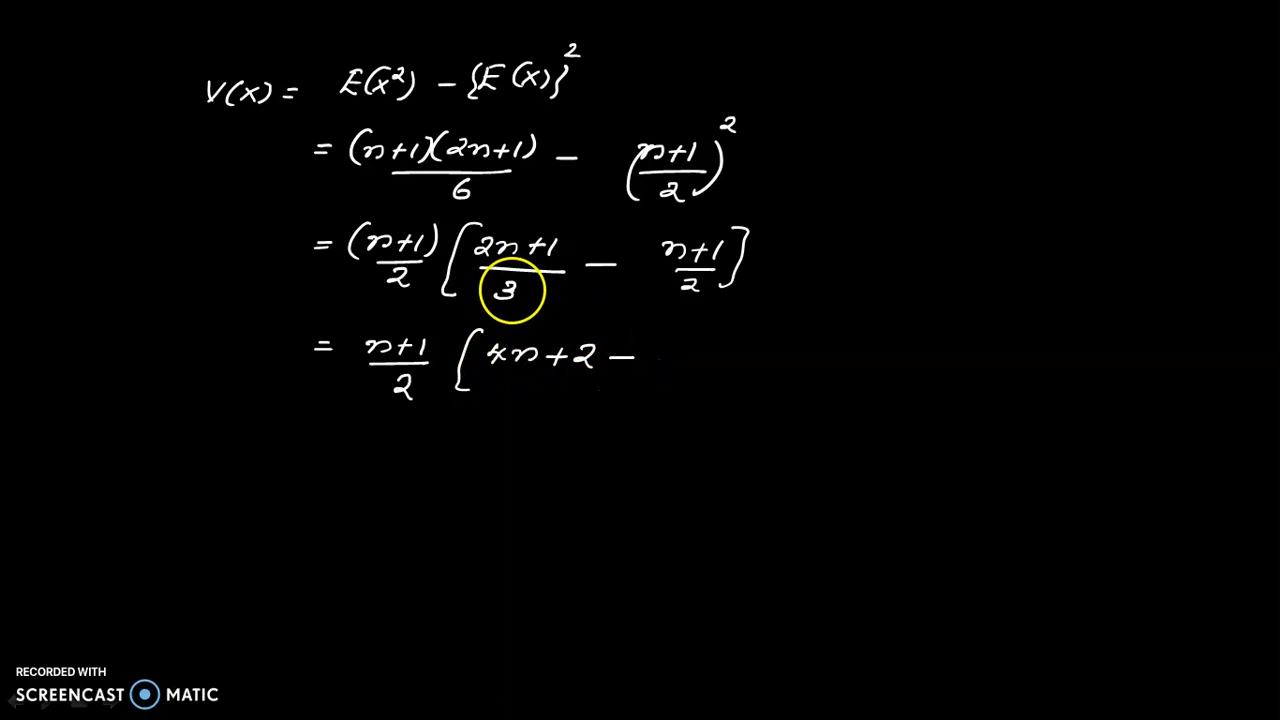 V(X) = E(X²) - {E(X)}²
= (n+1)(2n+1)/6 - ((n+1)/2)²
= (n+1)/2 [(2n+1)/3 - (n+1)/2]
= (n+1)/2 [4n+2 -
RECORDED WITH
SCREENCAST MATIC